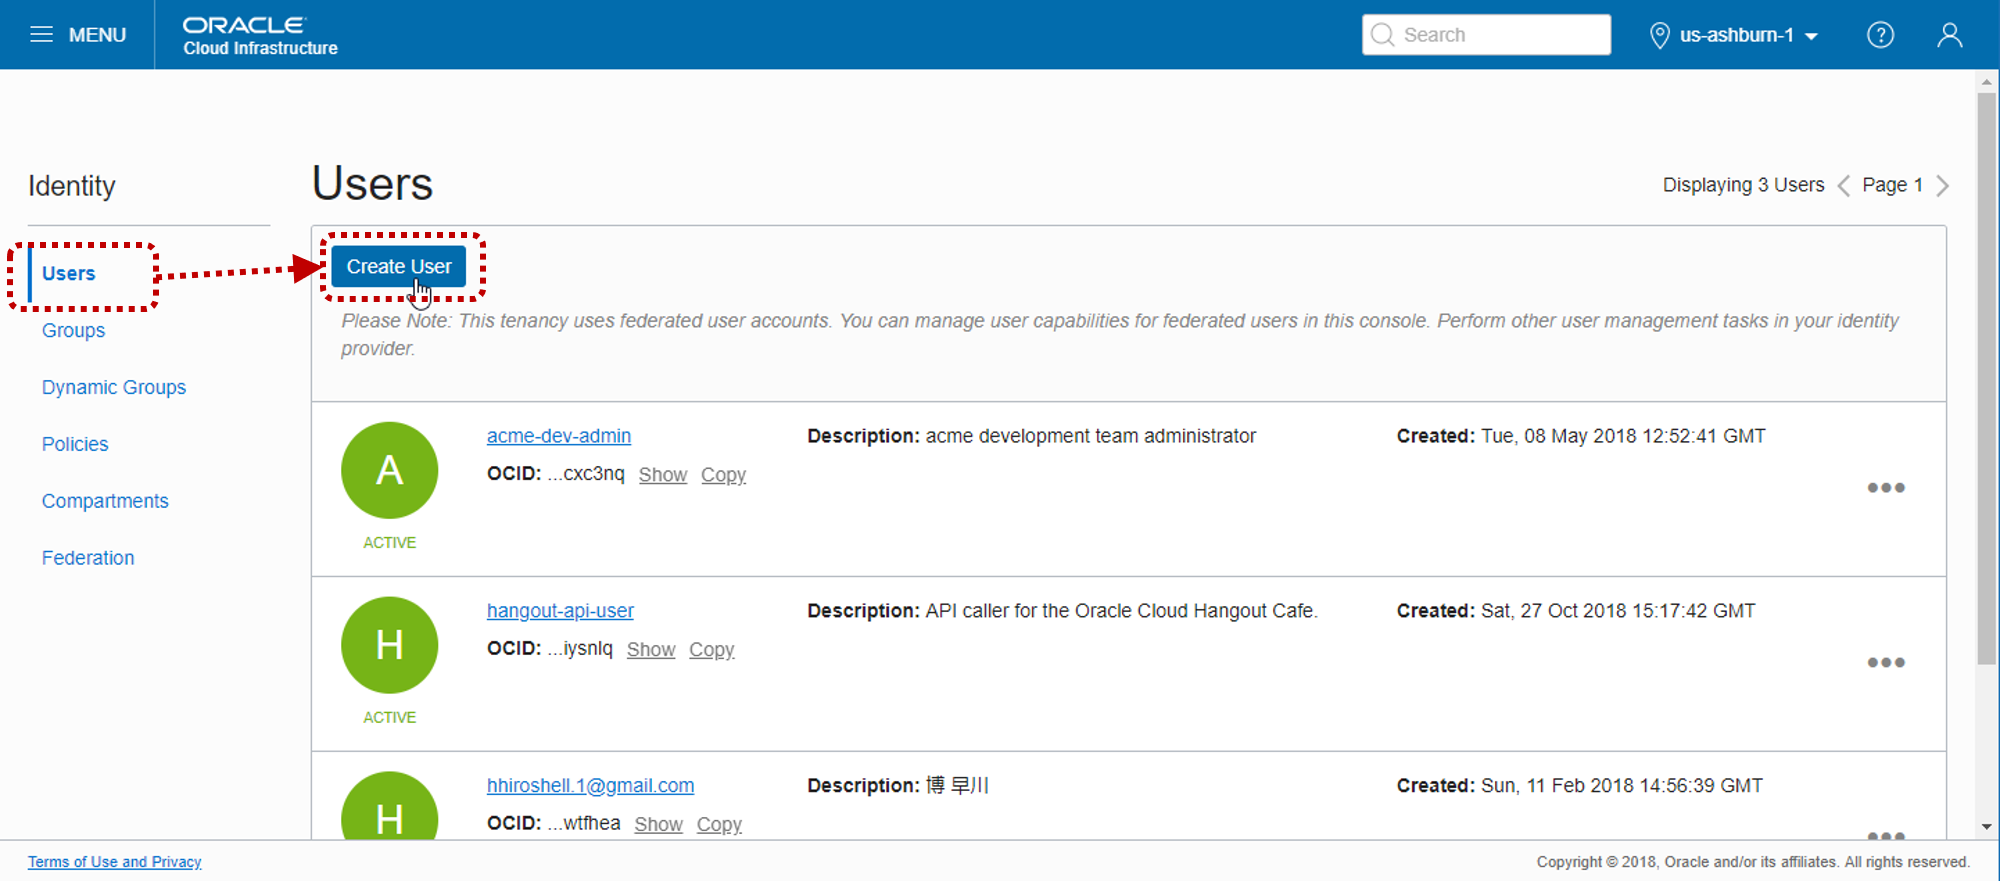 MENU
ORACLE
Cloud Infrastructure
Search
us-ashburn-1
?
Identity
Users
Groups
Dynamic Groups
Policies
Compartments
Federation
Users
Displaying 3 Users
Page 1
Create User
Please Note: This tenancy uses federated user accounts. You can manage user capabilities for federated users in this console. Perform other user management tasks in your identity
provider.
A
ACTIVE
acme-dev-admin
OCID: ...cxc3nq Show Copy
Description: acme development team administrator
Created: Tue, 08 May 2018 12:52:41 GMT
H
ACTIVE
hangout-api-user
OCID: ...iysnlq Show Copy
Description: API caller for the Oracle Cloud Hangout Cafe.
Created: Sat, 27 Oct 2018 15:17:42 GMT
H
hhiroshell.1@gmail.com
OCID: ...wtfhea Show Copy
Description: 博 早川
Created: Sun, 11 Feb 2018 14:56:39 GMT
Terms of Use and Privacy
Copyright © 2018, Oracle and/or its affiliates. All rights reserved.